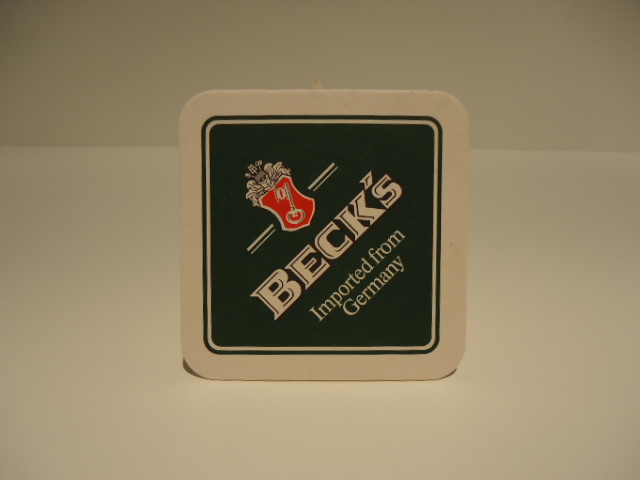 BECK'S
Imported from
Germany